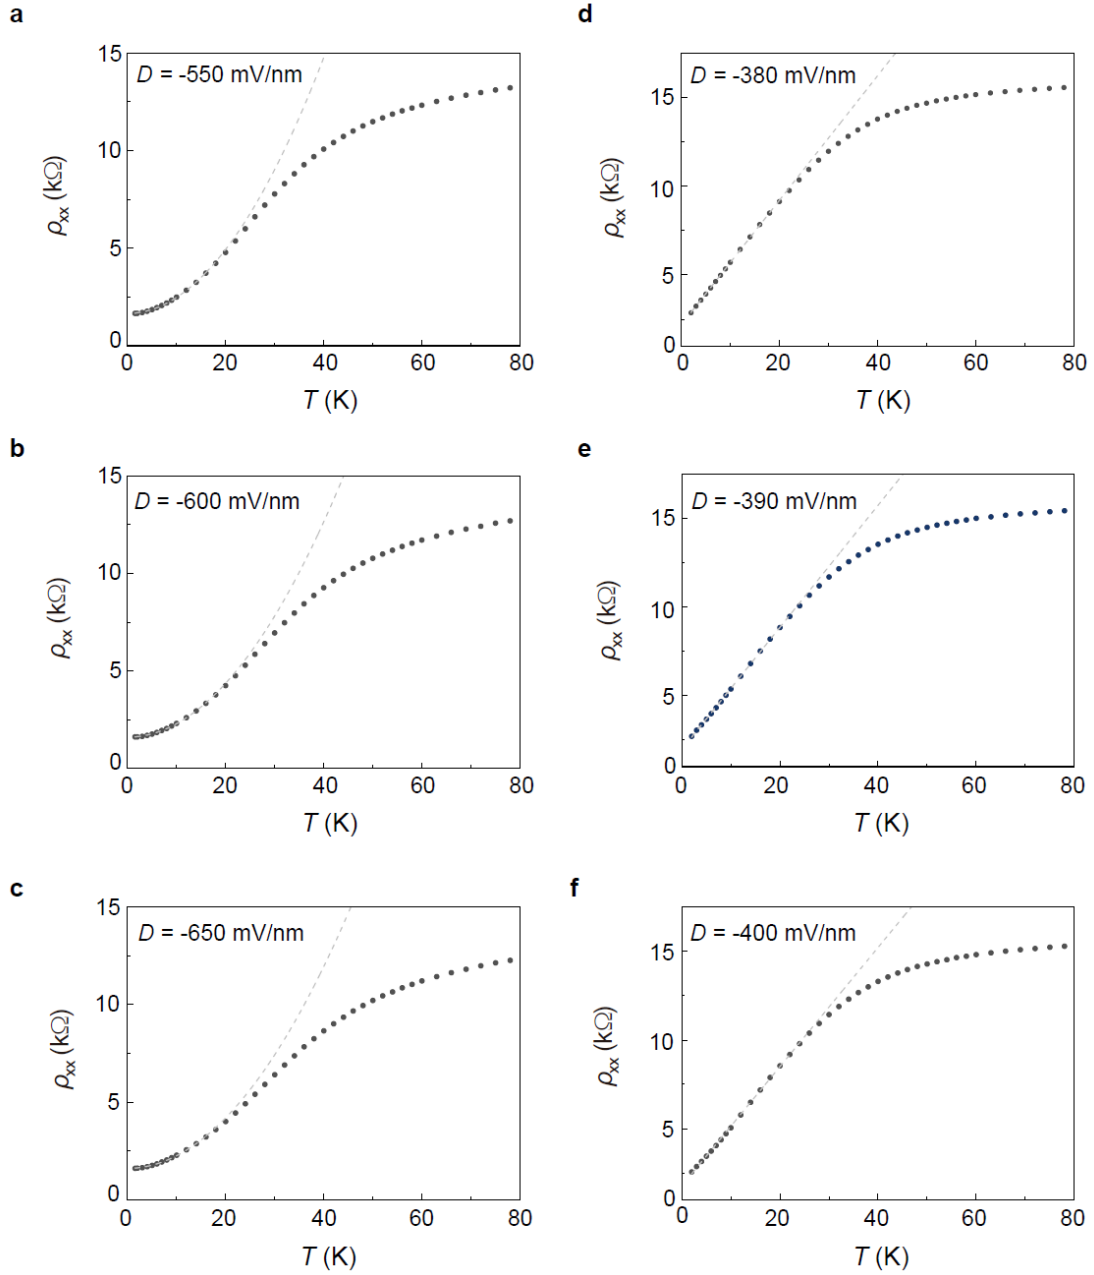 a
D = -550 mV/nm
15
10
5
0
ρxx (kΩ)
0 20 40 60 80
T (K)
b
D = -600 mV/nm
15
10
5
0
ρxx (kΩ)
0 20 40 60 80
T (K)
c
D = -650 mV/nm
15
10
5
0
ρxx (kΩ)
0 20 40 60 80
T (K)
d
D = -380 mV/nm
15
10
5
0
ρxx (kΩ)
0 20 40 60 80
T (K)
e
D = -390 mV/nm
15
10
5
0
ρxx (kΩ)
0 20 40 60 80
T (K)
f
D = -400 mV/nm
15
10
5
0
ρxx (kΩ)
0 20 40 60 80
T (K)